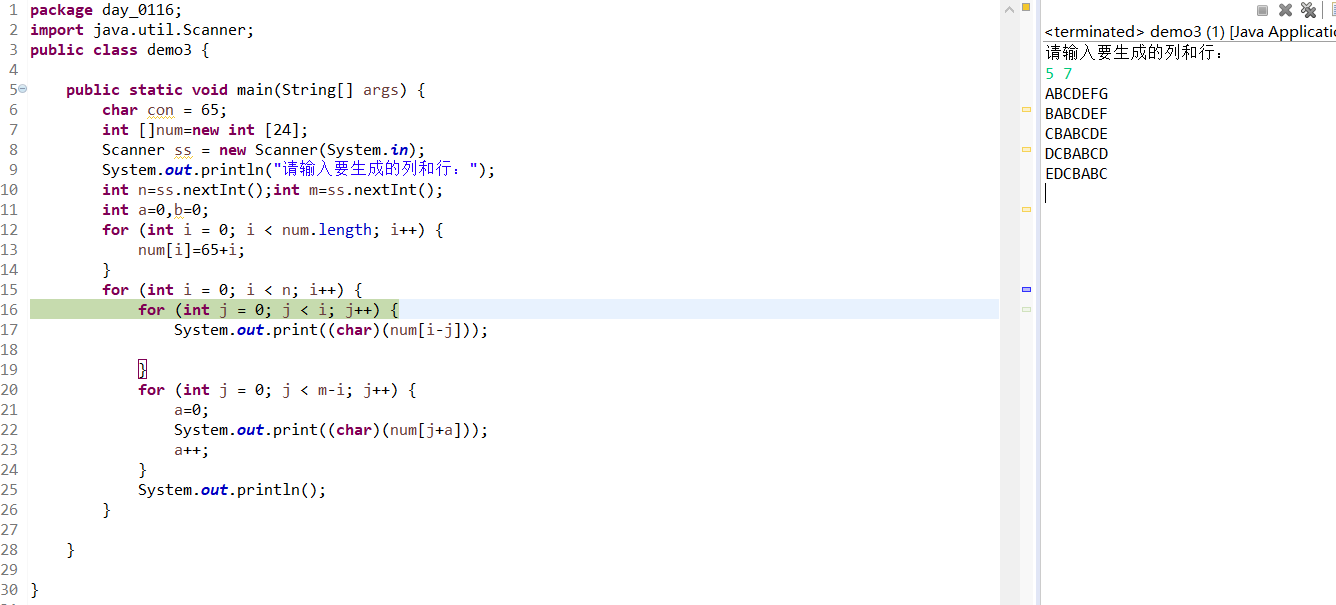 1 package day_0116;
2 import java.util.Scanner;
3 public class demo3 {
4
5 public static void main(String[] args) {
6 char con = 65;
7 int []num=new int [24];
8 Scanner ss = new Scanner(System.in);
9 System.out.println("请输入要生成的列和行：");
10 int n=ss.nextInt();int m=ss.nextInt();
11 int a=0,b=0;
12 for (int i = 0; i < num.length; i++) {
13 num[i]=65+i;
14 }
15 for (int i = 0; i < n; i++) {
16 for (int j = 0; j < i; j++) {
17 System.out.print((char)(num[i-j]));
18
19 }
20 for (int j = 0; j < m-i; j++) {
21 a=0;
22 System.out.print((char)(num[j+a]));
23 a++;
24 }
25 System.out.println();
26 }
27
28 }
29
30 }
<terminated> demo3 (1) [Java Applicatio
请输入要生成的列和行：
5 7
ABCDEFG
BABCDEF
CBABCDE
DCBABCD
EDCBABC